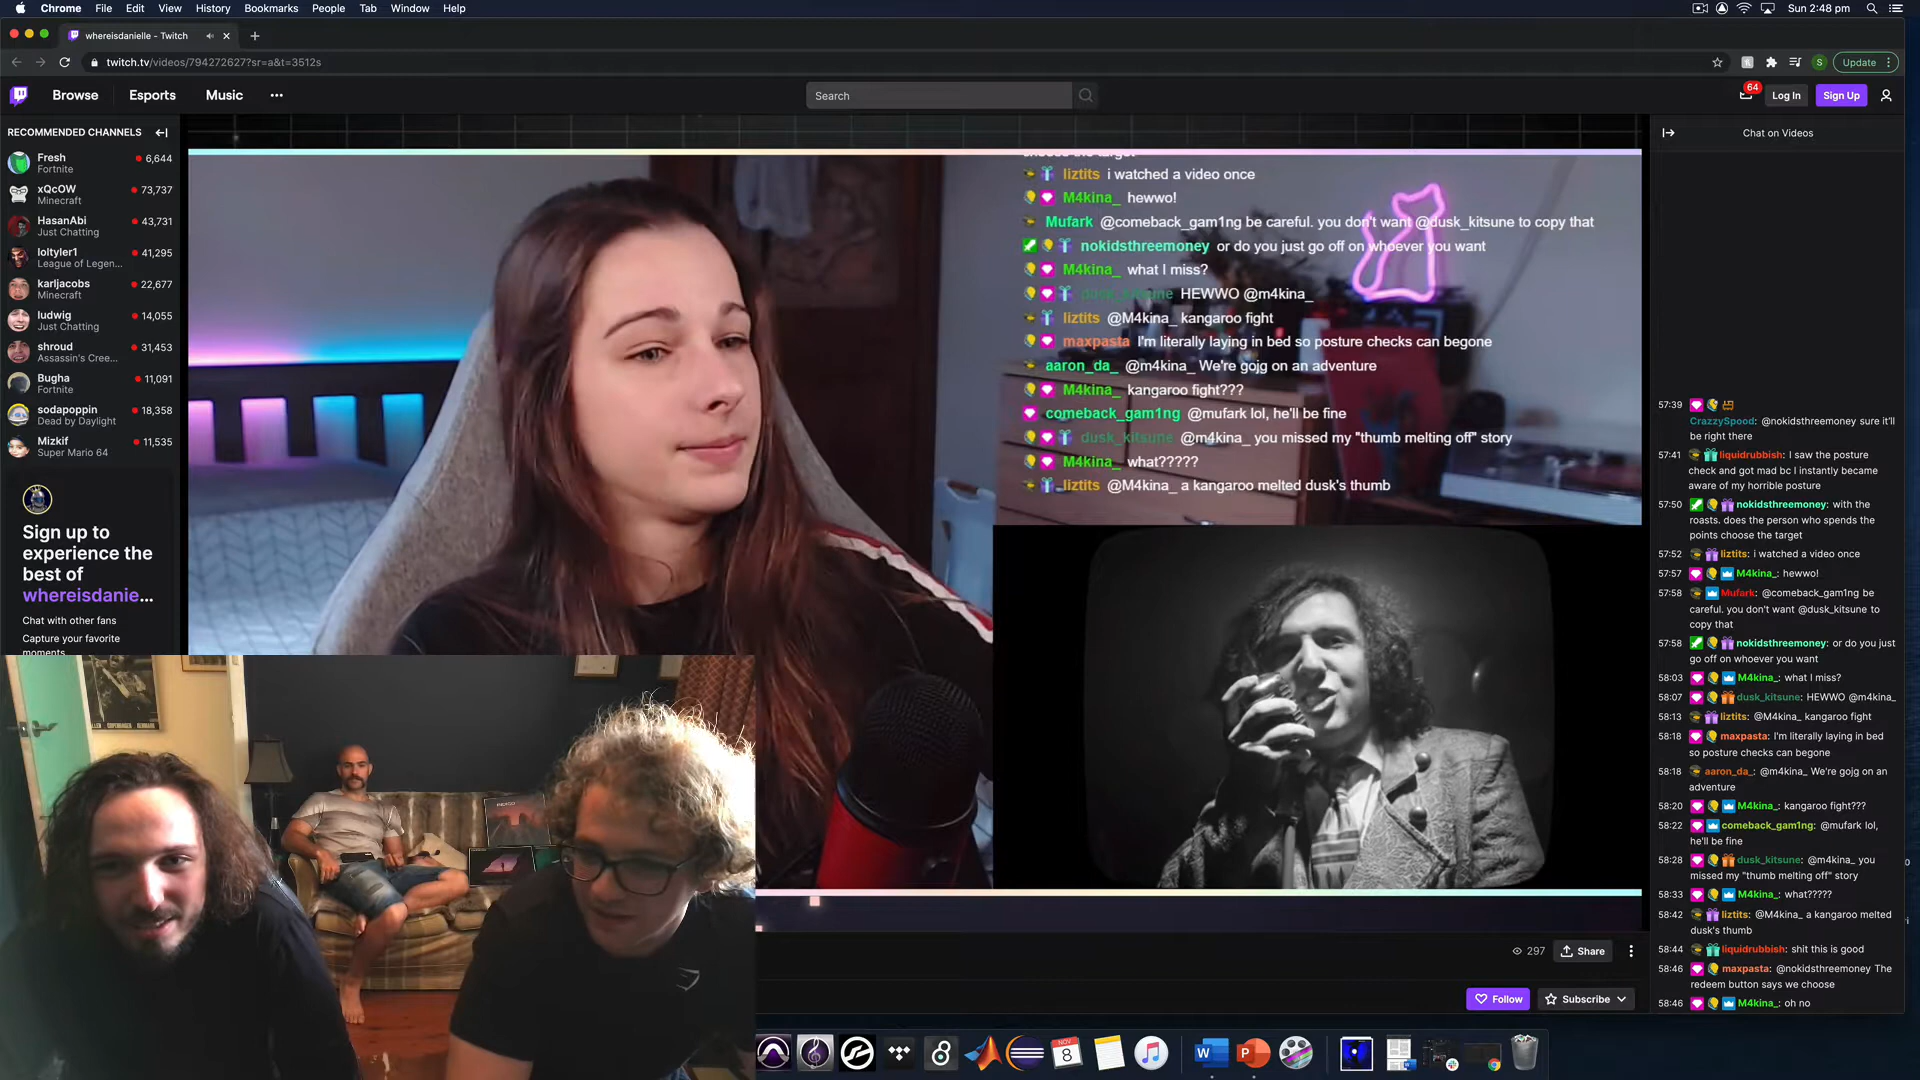 Chrome File Edit View History Bookmarks People Tab Window Help
Sun 2:48 pm
whereisdanielle - Twitch
twitch.tv/videos/794272627?sr=a&t=3512s
S
Update
Browse
Esports
Music
Search
64
Log In
Sign Up
RECOMMENDED CHANNELS
Fresh
6,644
Fortnite
xQcOW
73,737
Minecraft
HasanAbi
43,731
Just Chatting
loltyler1
41,295
League of Legen...
karljacobs
22,677
Minecraft
ludwig
14,055
Just Chatting
shroud
31,453
Assassin's Cree...
Bugha
11,091
Fortnite
sodapoppin
18,358
Dead by Daylight
Mizkif
11,535
Super Mario 64
Sign up to
experience the
best of
whereisdanie...
Chat with other fans
Capture your favorite
moments
liztits i watched a video once
M4kina_ hewwo!
Mufark @comeback_gam1ng be careful. you don't want @dusk_kitsune to copy that
nokidsthreemoney or do you just go off on whoever you want
M4kina_ what I miss?
dusk_kitsune HEWWO @m4kina_
liztits @M4kina_ kangaroo fight
maxpasta I'm literally laying in bed so posture checks can begone
aaron_da_ @m4kina_ We're gojg on an adventure
M4kina_ kangaroo fight???
comeback_gam1ng @mufark lol, he'll be fine
dusk_kitsune @m4kina_ you missed my "thumb melting off" story
M4kina_ what?????
liztits @M4kina_ a kangaroo melted dusk's thumb
Chat on Videos
57:39
CrazzySpood: @nokidsthreemoney sure it'll
be right there
57:41 liquidrubbish: I saw the posture
check and got mad bc I instantly became
aware of my horrible posture
57:50 nokidsthreemoney: with the
roasts. does the person who spends the
points choose the target
57:52 liztits: i watched a video once
57:57 M4kina_: hewwo!
57:58 Mufark: @comeback_gam1ng be
careful. you don't want @dusk_kitsune to
copy that
57:58 nokidsthreemoney: or do you just
go off on whoever you want
58:03 M4kina_: what I miss?
58:07 dusk_kitsune: HEWWO @m4kina_
58:13 liztits: @M4kina_ kangaroo fight
58:18 maxpasta: I'm literally laying in bed
so posture checks can begone
58:18 aaron_da_: @m4kina_ We're gojg on an
adventure
58:20 M4kina_: kangaroo fight???
58:22 comeback_gam1ng: @mufark lol,
he'll be fine
58:28 dusk_kitsune: @m4kina_ you
missed my "thumb melting off" story
58:33 M4kina_: what?????
58:42 liztits: @M4kina_ a kangaroo melted
dusk's thumb
58:44 liquidrubbish: shit this is good
58:46 maxpasta: @nokidsthreemoney The
redeem button says we choose
58:46 M4kina_: oh no
297
Share
Follow
Subscribe
NOV
8
W
P